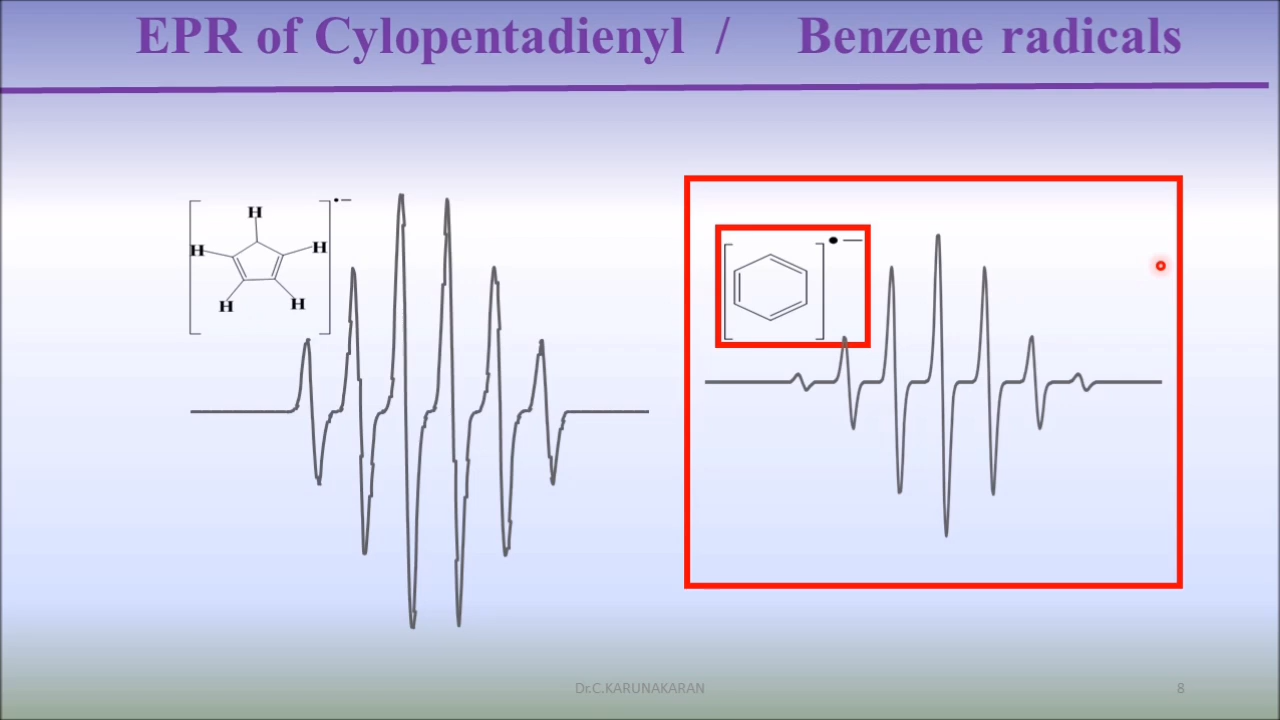 EPR of Cylopentadienyl / Benzene radicals
H
H
H
H
H
Dr.C.KARUNAKARAN
8